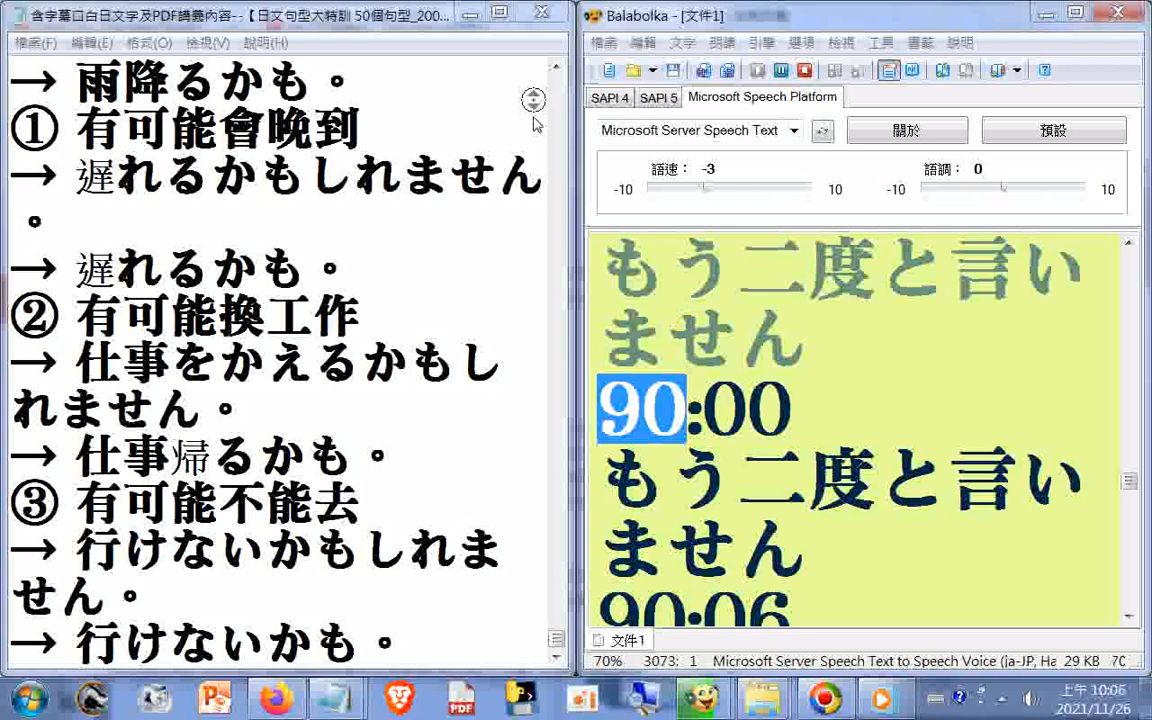 含字幕口白日文字及PDF講義內容--【日文句型大特訓 50個句型_200...
檔案(F) 編輯(E) 格式(O) 檢視(V) 說明(H)
→ 雨降るかも。
① 有可能會晚到
→ 遅れるかもしれません
。
→ 遅れるかも。
② 有可能換工作
→ 仕事をかえるかもし
れません。
→ 仕事帰るかも。
③ 有可能不能去
→ 行けないかもしれま
せん。
→ 行けないかも。
Balabolka - [文件1]
檔案 編輯 文字 朗讀 引擎 選項 檢視 工具 書籤 說明
SAPI 4 SAPI 5 Microsoft Speech Platform
Microsoft Server Speech Text 關於 預設
語速： -3 語調： 0
-10 10 -10 10
もう二度と言い
ません
90:00
もう二度と言い
ません
90:06
文件1
70% 3073: 1 Microsoft Server Speech Text to Speech Voice (ja-JP, Ha 29 KB
上午 10:06
2021/11/26